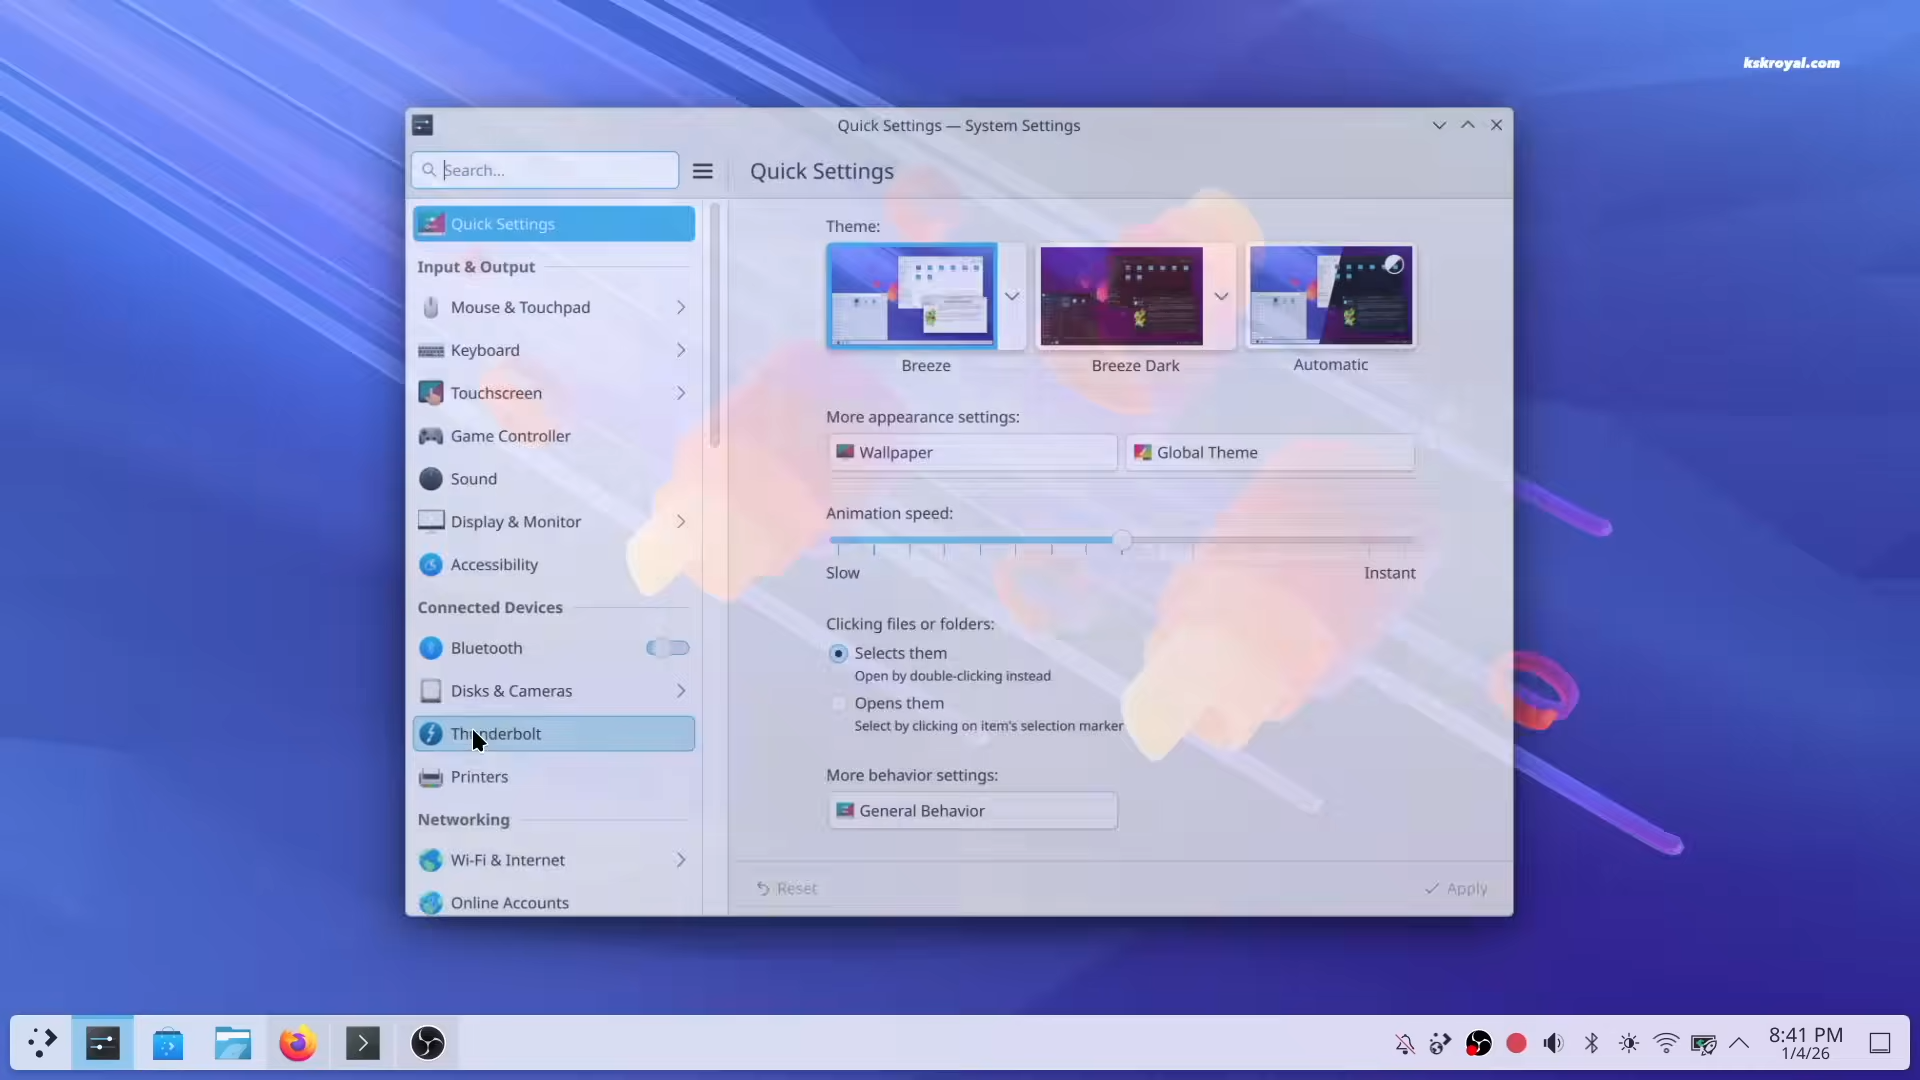 kskroyal.com
Quick Settings — System Settings
Search...
Quick Settings
Quick Settings
Input & Output
Mouse & Touchpad
Keyboard
Touchscreen
Game Controller
Sound
Display & Monitor
Accessibility
Connected Devices
Bluetooth
Disks & Cameras
Thunderbolt
Printers
Networking
Wi-Fi & Internet
Online Accounts
Theme:
Breeze
Breeze Dark
Automatic
More appearance settings:
Wallpaper
Global Theme
Animation speed:
Slow
Instant
Clicking files or folders:
Selects them
Open by double-clicking instead
Opens them
Select by clicking on item's selection marker
More behavior settings:
General Behavior
Reset
Apply
8:41 PM
1/4/26